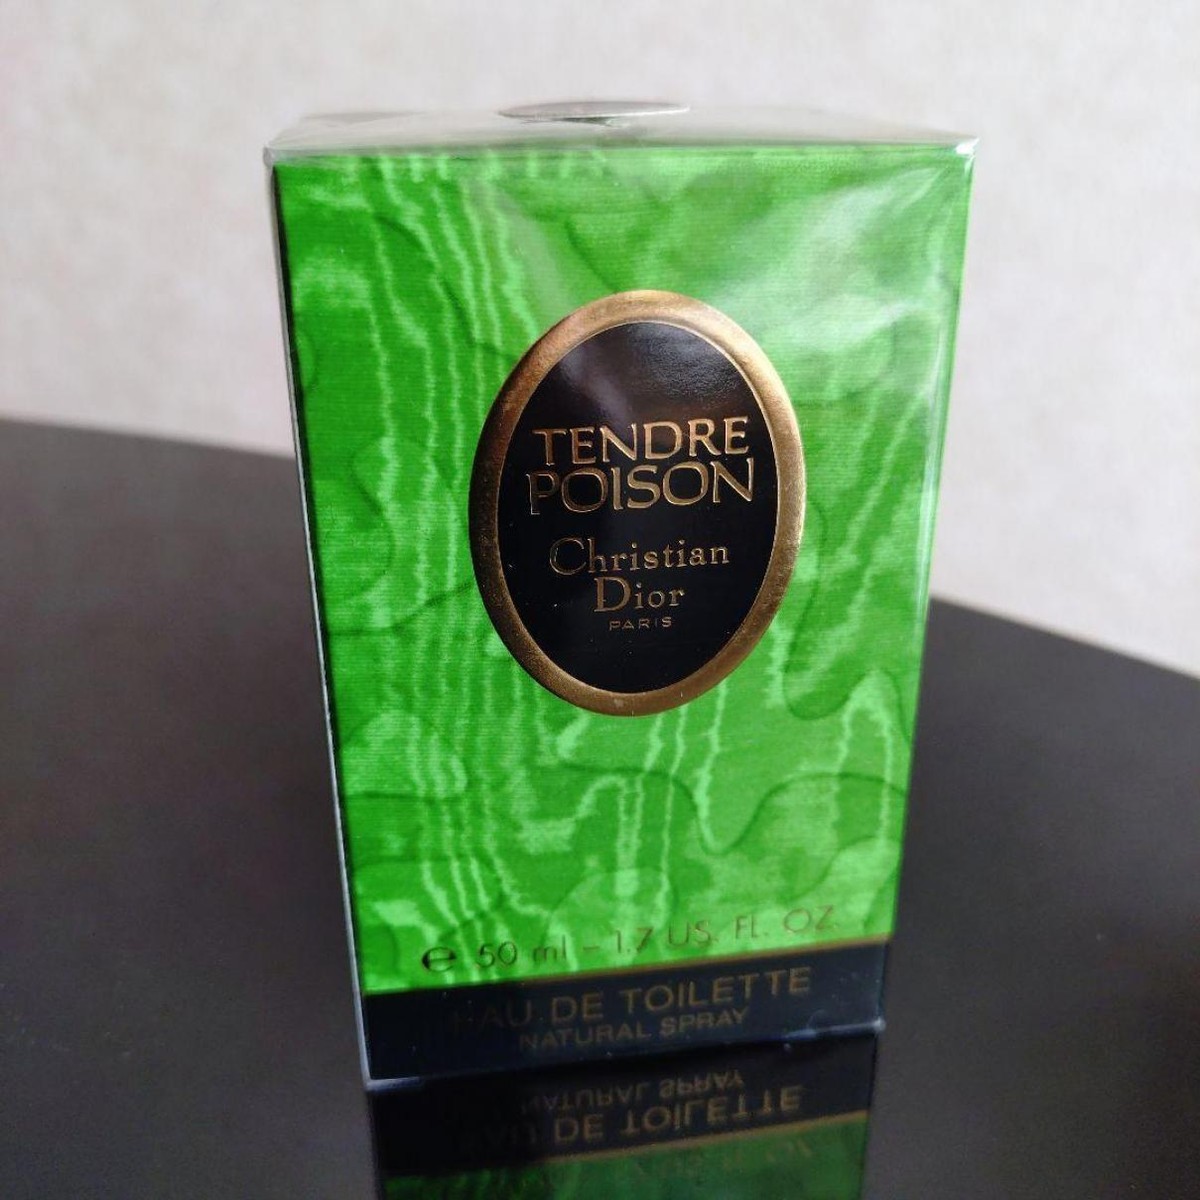 TENDRE
POISON
Christian
Dior
PARIS
e 50 ml – 1.7 US. FL. OZ.
EAU DE TOILETTE
NATURAL SPRAY